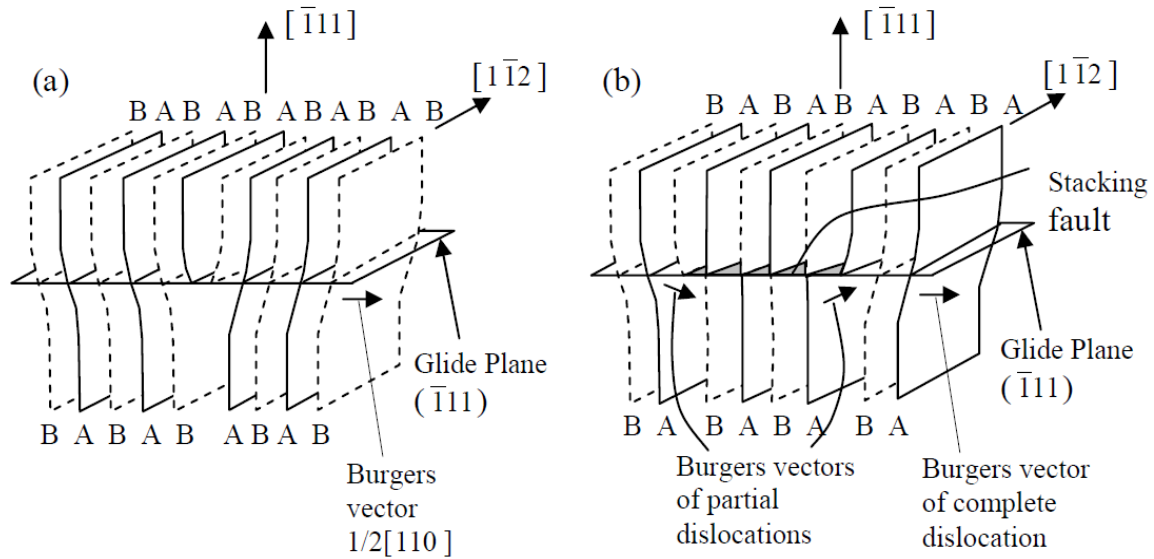 (a)
[1̅11]
[11̅2]
B A B A B A B A B A B
Glide Plane
(1̅11)
B A B A B A B A B
Burgers
vector
1/2[110 ]
(b)
[1̅11]
[11̅2]
B A B A B A B A B A
Stacking
fault
Glide Plane
(1̅11)
B A B A B A B A
Burgers vectors
of partial
dislocations
Burgers vector
of complete
dislocation